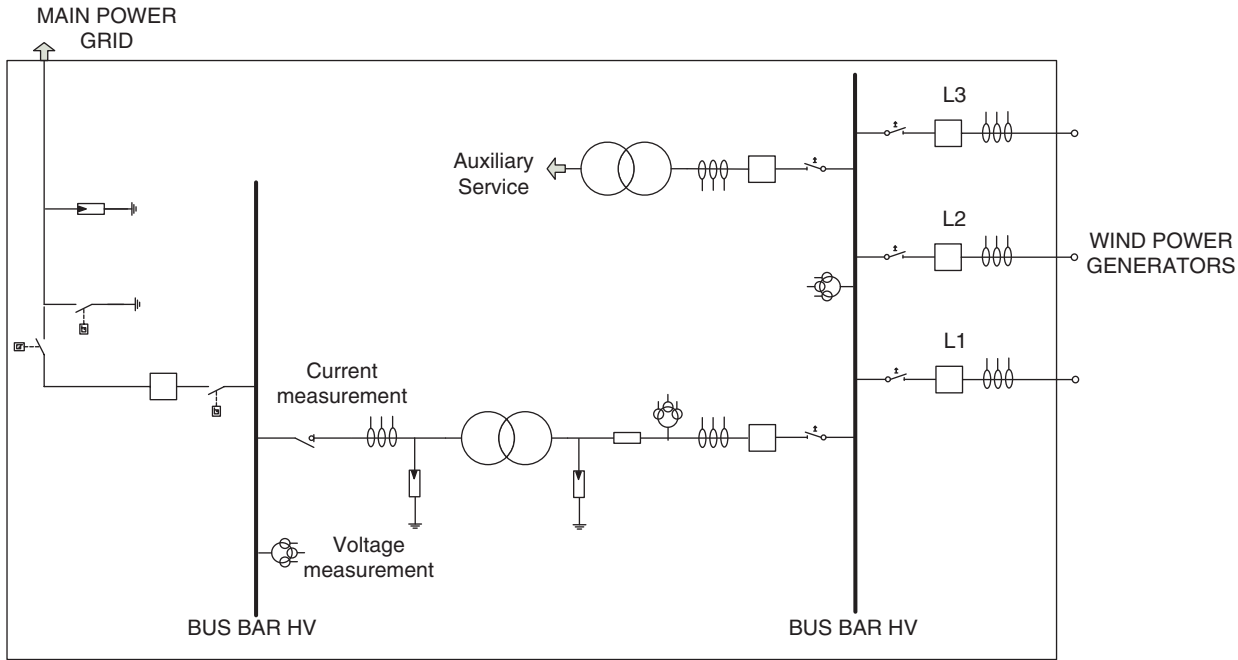 MAIN POWER
GRID
L3
Auxiliary
Service
L2
WIND POWER
GENERATORS
L1
Current
measurement
Voltage
measurement
BUS BAR HV
BUS BAR HV